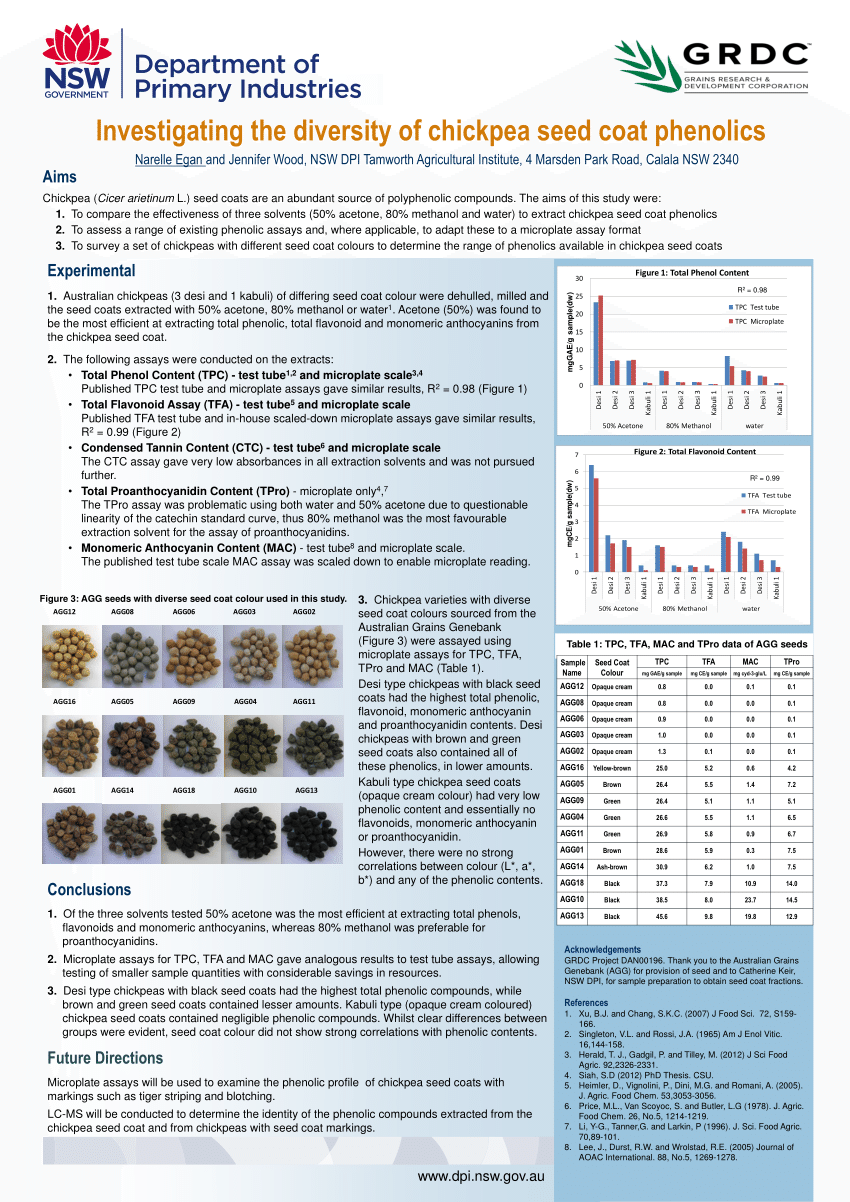 NSW
GOVERNMENT
Department of
Primary Industries
GRDC™
GRAINS RESEARCH &
DEVELOPMENT CORPORATION
Investigating the diversity of chickpea seed coat phenolics
Narelle Egan and Jennifer Wood, NSW DPI Tamworth Agricultural Institute, 4 Marsden Park Road, Calala NSW 2340
Aims
Chickpea (Cicer arietinum L.) seed coats are an abundant source of polyphenolic compounds. The aims of this study were:
1. To compare the effectiveness of three solvents (50% acetone, 80% methanol and water) to extract chickpea seed coat phenolics
2. To assess a range of existing phenolic assays and, where applicable, to adapt these to a microplate assay format
3. To survey a set of chickpeas with different seed coat colours to determine the range of phenolics available in chickpea seed coats
Experimental
1. Australian chickpeas (3 desi and 1 kabuli) of differing seed coat colour were dehulled, milled and
the seed coats extracted with 50% acetone, 80% methanol or water1. Acetone (50%) was found to
be the most efficient at extracting total phenolic, total flavonoid and monomeric anthocyanins from
the chickpea seed coat.
2. The following assays were conducted on the extracts:
• Total Phenol Content (TPC) - test tube1,2 and microplate scale3,4
Published TPC test tube and microplate assays gave similar results, R2 = 0.98 (Figure 1)
• Total Flavonoid Assay (TFA) - test tube5 and microplate scale
Published TFA test tube and in-house scaled-down microplate assays gave similar results,
R2 = 0.99 (Figure 2)
• Condensed Tannin Content (CTC) - test tube6 and microplate scale
The CTC assay gave very low absorbances in all extraction solvents and was not pursued
further.
• Total Proanthocyanidin Content (TPro) - microplate only4,7
The TPro assay was problematic using both water and 50% acetone due to questionable
linearity of the catechin standard curve, thus 80% methanol was the most favourable
extraction solvent for the assay of proanthocyanidins.
• Monomeric Anthocyanin Content (MAC) - test tube8 and microplate scale.
The published test tube scale MAC assay was scaled down to enable microplate reading.
Figure 3: AGG seeds with diverse seed coat colour used in this study.
AGG12 AGG08 AGG06 AGG03 AGG02
AGG16 AGG05 AGG09 AGG04 AGG11
AGG01 AGG14 AGG18 AGG10 AGG13
3. Chickpea varieties with diverse
seed coat colours sourced from the
Australian Grains Genebank
(Figure 3) were assayed using
microplate assays for TPC, TFA,
TPro and MAC (Table 1).
Desi type chickpeas with black seed
coats had the highest total phenolic,
flavonoid, monomeric anthocyanin
and proanthocyanidin contents. Desi
chickpeas with brown and green
seed coats also contained all of
these phenolics, in lower amounts.
Kabuli type chickpea seed coats
(opaque cream colour) had very low
phenolic content and essentially no
flavonoids, monomeric anthocyanin
or proanthocyanidin.
However, there were no strong
correlations between colour (L*, a*,
b*) and any of the phenolic contents.
Conclusions
1. Of the three solvents tested 50% acetone was the most efficient at extracting total phenols,
flavonoids and monomeric anthocyanins, whereas 80% methanol was preferable for
proanthocyanidins.
2. Microplate assays for TPC, TFA and MAC gave analogous results to test tube assays, allowing
testing of smaller sample quantities with considerable savings in resources.
3. Desi type chickpeas with black seed coats had the highest total phenolic compounds, while
brown and green seed coats contained lesser amounts. Kabuli type (opaque cream coloured)
chickpea seed coats contained negligible phenolic compounds. Whilst clear differences between
groups were evident, seed coat colour did not show strong correlations with phenolic contents.
Future Directions
Microplate assays will be used to examine the phenolic profile of chickpea seed coats with
markings such as tiger striping and blotching.
LC-MS will be conducted to determine the identity of the phenolic compounds extracted from the
chickpea seed coat and from chickpeas with seed coat markings.
www.dpi.nsw.gov.au
Figure 1: Total Phenol Content
mgGAE/g sample(dw)
30
25
20
15
10
5
0
R² = 0.98
TPC Test tube
TPC Microplate
Desi 1 Desi 2 Desi 3 Kabuli 1 Desi 1 Desi 2 Desi 3 Kabuli 1 Desi 1 Desi 2 Desi 3 Kabuli 1
50% Acetone 80% Methanol water
Figure 2: Total Flavonoid Content
mgCE/g sample(dw)
7
6
5
4
3
2
1
0
R² = 0.99
TFA Test tube
TFA Microplate
Desi 1 Desi 2 Desi 3 Kabuli 1 Desi 1 Desi 2 Desi 3 Kabuli 1 Desi 1 Desi 2 Desi 3 Kabuli 1
50% Acetone 80% Methanol water
Table 1: TPC, TFA, MAC and TPro data of AGG seeds
Sample Name Seed Coat Colour TPC TFA MAC TPro
mg GAE/g sample mg CE/g sample mg cyd-3-glu/L mg CE/g sample
AGG12 Opaque cream 0.8 0.0 0.1 0.1
AGG08 Opaque cream 0.8 0.0 0.0 0.1
AGG06 Opaque cream 0.9 0.0 0.0 0.1
AGG03 Opaque cream 1.0 0.0 0.0 0.1
AGG02 Opaque cream 1.3 0.1 0.0 0.1
AGG16 Yellow-brown 25.0 5.2 0.6 4.2
AGG05 Brown 26.4 5.5 1.4 7.2
AGG09 Green 26.4 5.1 1.1 5.1
AGG04 Green 26.6 5.5 1.1 6.5
AGG11 Green 26.9 5.8 0.9 6.7
AGG01 Brown 28.6 5.9 0.3 7.5
AGG14 Ash-brown 30.9 6.2 1.0 7.5
AGG18 Black 37.3 7.9 10.9 14.0
AGG10 Black 38.5 8.0 23.7 14.5
AGG13 Black 45.6 9.8 19.8 12.9
Acknowledgements
GRDC Project DAN00196. Thank you to the Australian Grains
Genebank (AGG) for provision of seed and to Catherine Keir,
NSW DPI, for sample preparation to obtain seed coat fractions.
References
1. Xu, B.J. and Chang, S.K.C. (2007) J Food Sci. 72, S159-
166.
2. Singleton, V.L. and Rossi, J.A. (1965) Am J Enol Vitic.
16,144-158.
3. Herald, T. J., Gadgil, P. and Tilley, M. (2012) J Sci Food
Agric. 92,2326-2331.
4. Siah, S.D (2012) PhD Thesis. CSU.
5. Heimler, D., Vignolini, P., Dini, M.G. and Romani, A. (2005).
J. Agric. Food Chem. 53,3053-3056.
6. Price, M.L., Van Scoyoc, S. and Butler, L.G (1978). J. Agric.
Food Chem. 26, No.5, 1214-1219.
7. Li, Y-G., Tanner,G. and Larkin, P (1996). J. Sci. Food Agric.
70,89-101.
8. Lee, J., Durst, R.W. and Wrolstad, R.E. (2005) Journal of
AOAC International. 88, No.5, 1269-1278.